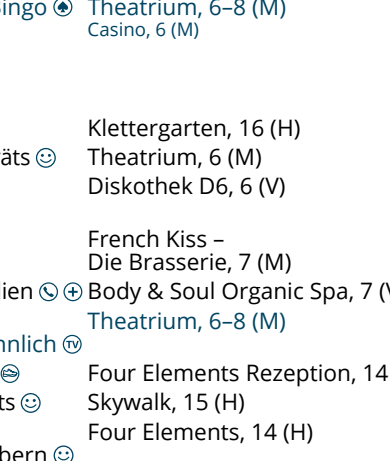 ingo Theatrium, 6–8 (M)
Casino, 6 (M)
Klettergarten, 16 (H)
äts Theatrium, 6 (M)
Diskothek D6, 6 (V)
French Kiss –
Die Brasserie, 7 (M)
lien Body & Soul Organic Spa, 7 (V
Theatrium, 6–8 (M)
nnlich TV
Four Elements Rezeption, 14
ts Skywalk, 15 (H)
Four Elements, 14 (H)
bern